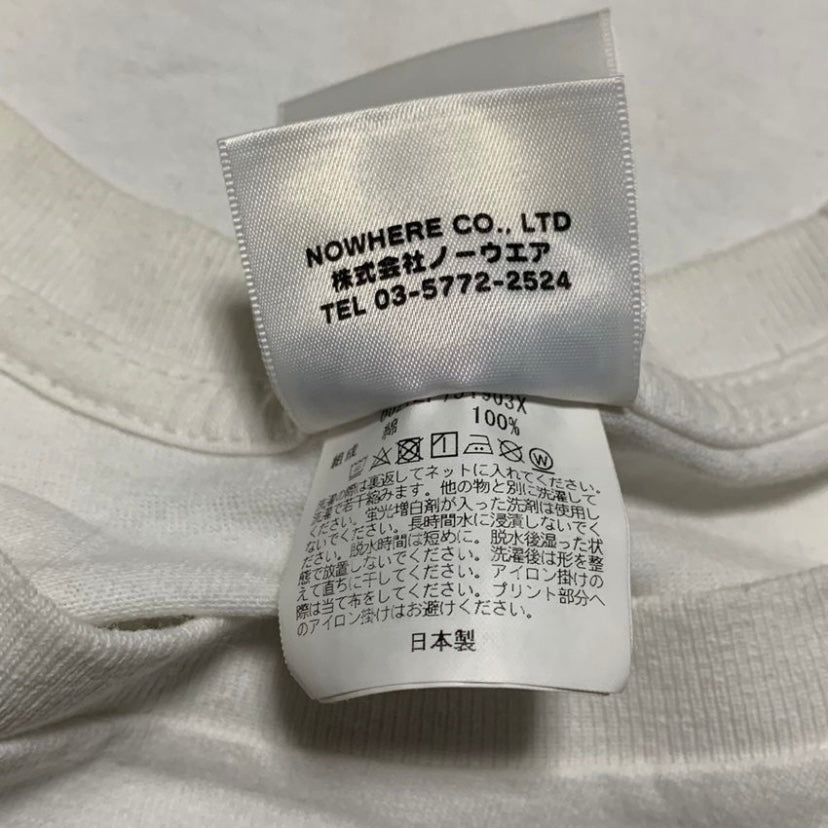 NOWHERE CO., LTD
株式会社ノーウエア
TEL 03-5772-2524
組成 綿 100%
洗濯の際は裏返してネットに入れてください。
洗濯で若干縮みます。他の物と別に洗濯して
ください。蛍光増白剤が入った洗剤は使用し
ないでください。長時間水に浸漬しないでく
ださい。脱水時間は短めに。脱水後湿った状
態で放置しないでください。洗濯後は形を整
えて直ちに干してください。アイロン掛けの
際は当て布をしてください。プリント部分へ
のアイロン掛けはお避けください。
日本製